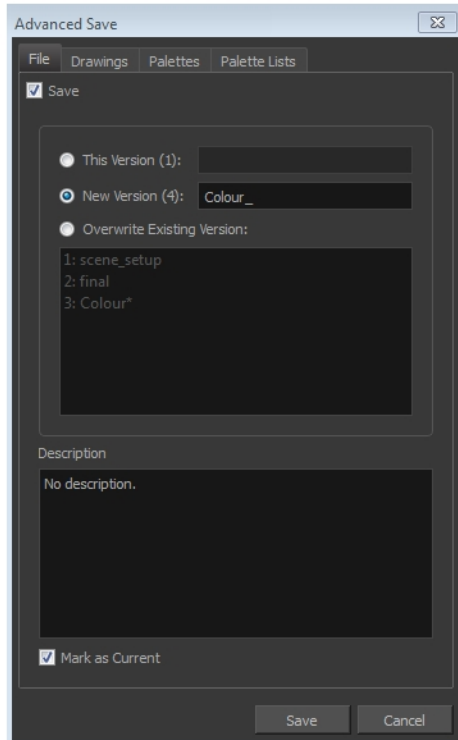 Advanced Save
File Drawings Palettes Palette Lists
Save
This Version (1):
New Version (4): Colour_
Overwrite Existing Version:
1: scene_setup
2: final
3: Colour*
Description
No description.
Mark as Current
Save Cancel